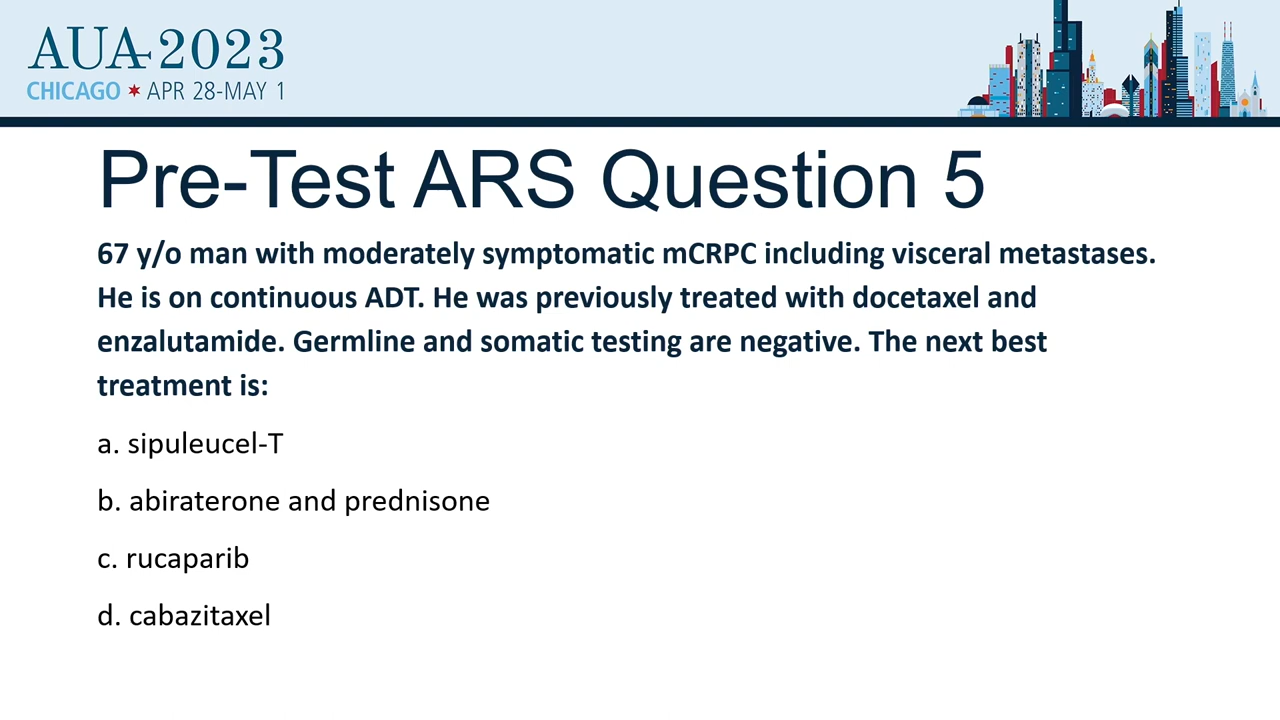 AUA 2023
CHICAGO ✶ APR 28-MAY 1
Pre-Test ARS Question 5
67 y/o man with moderately symptomatic mCRPC including visceral metastases.
He is on continuous ADT. He was previously treated with docetaxel and
enzalutamide. Germline and somatic testing are negative. The next best
treatment is:
a. sipuleucel-T
b. abiraterone and prednisone
c. rucaparib
d. cabazitaxel